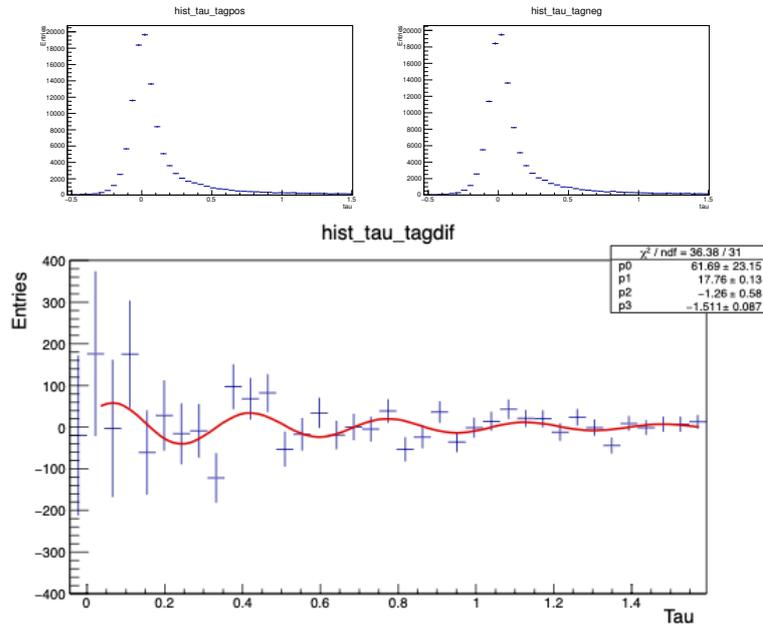 hist_tau_tagpos
Entries
20000
18000
16000
14000
12000
10000
8000
6000
4000
2000
0
−0.5 0 0.5 1 1.5
tau
hist_tau_tagneg
Entries
20000
18000
16000
14000
12000
10000
8000
6000
4000
2000
0
−0.5 0 0.5 1 1.5
tau
hist_tau_tagdif
χ² / ndf = 36.38 / 31
p0 61.69 ± 23.15
p1 17.76 ± 0.13
p2 −1.26 ± 0.58
p3 −1.511± 0.087
Entries
400
300
200
100
0
−100
−200
−300
−400
0 0.2 0.4 0.6 0.8 1 1.2 1.4
Tau